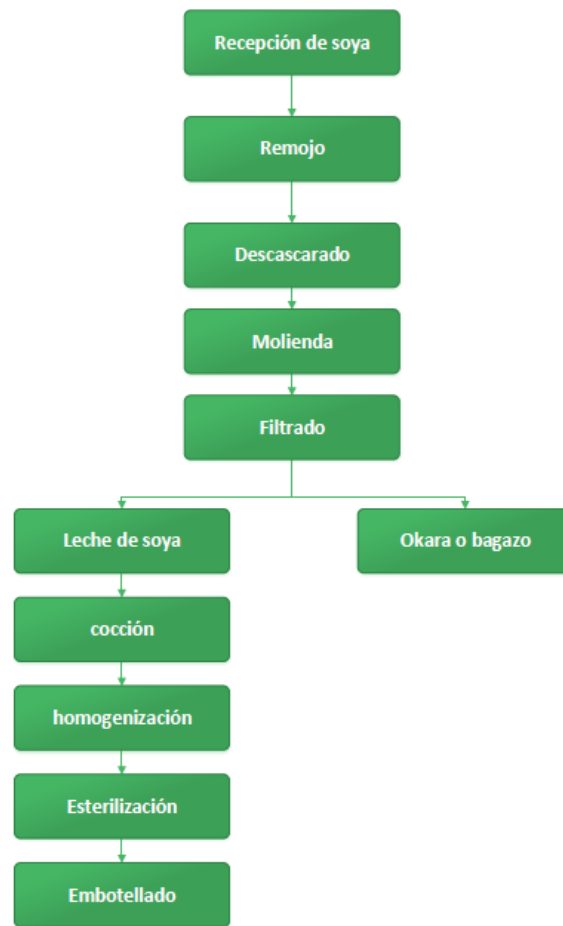 Recepción de soya
Remojo
Descascarado
Molienda
Filtrado
Leche de soya
Okara o bagazo
cocción
homogenización
Esterilización
Embotellado